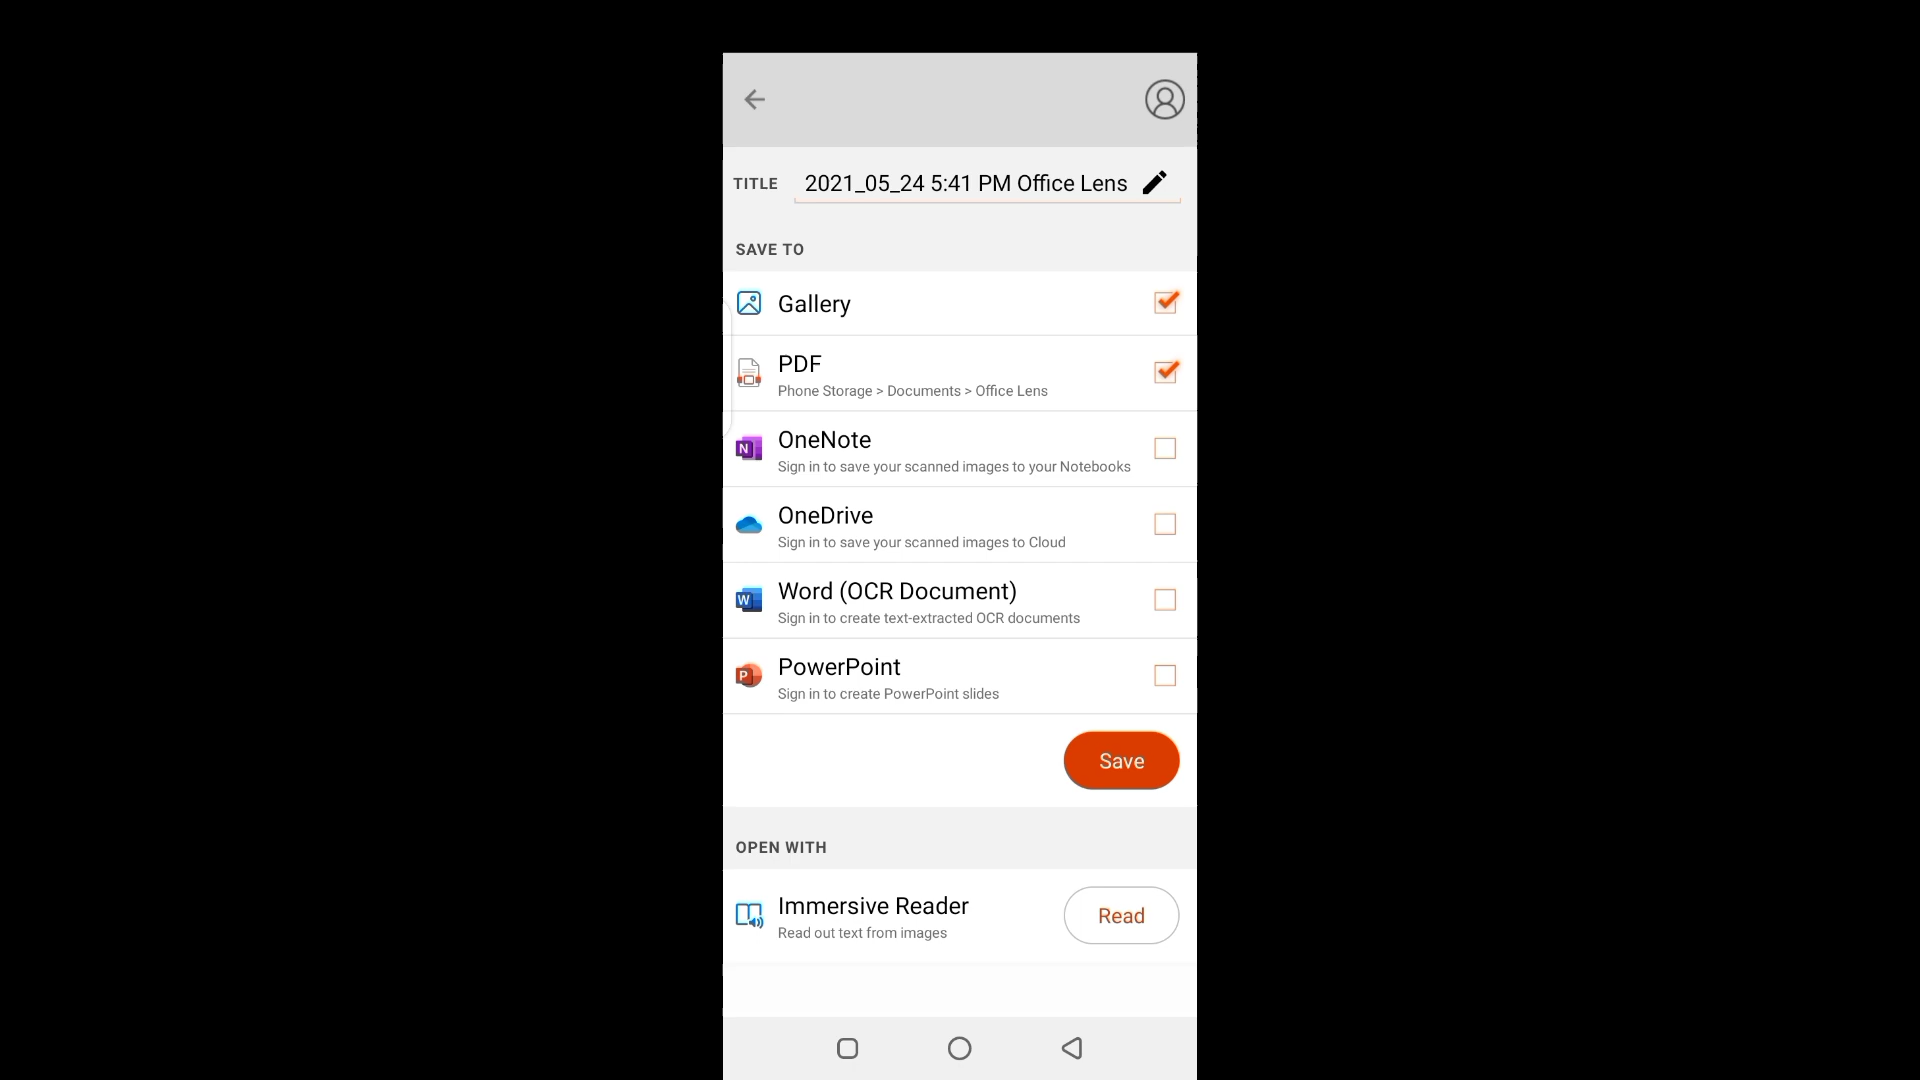 TITLE 2021_05_24 5:41 PM Office Lens
SAVE TO
Gallery
PDF
Phone Storage > Documents > Office Lens
N
OneNote
Sign in to save your scanned images to your Notebooks
OneDrive
Sign in to save your scanned images to Cloud
W
Word (OCR Document)
Sign in to create text-extracted OCR documents
P
PowerPoint
Sign in to create PowerPoint slides
Save
OPEN WITH
Immersive Reader
Read out text from images
Read